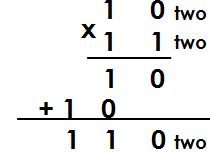 1 0 two
x 1 1 two
1 0
+ 1 0
1 1 0 two